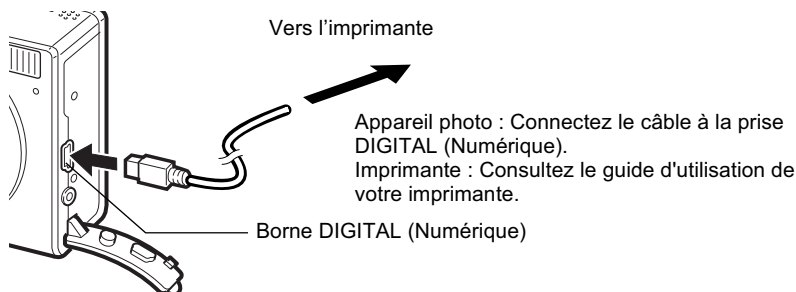 Vers l'imprimante
Appareil photo : Connectez le câble à la prise
DIGITAL (Numérique).
Imprimante : Consultez le guide d'utilisation de
votre imprimante.
Borne DIGITAL (Numérique)